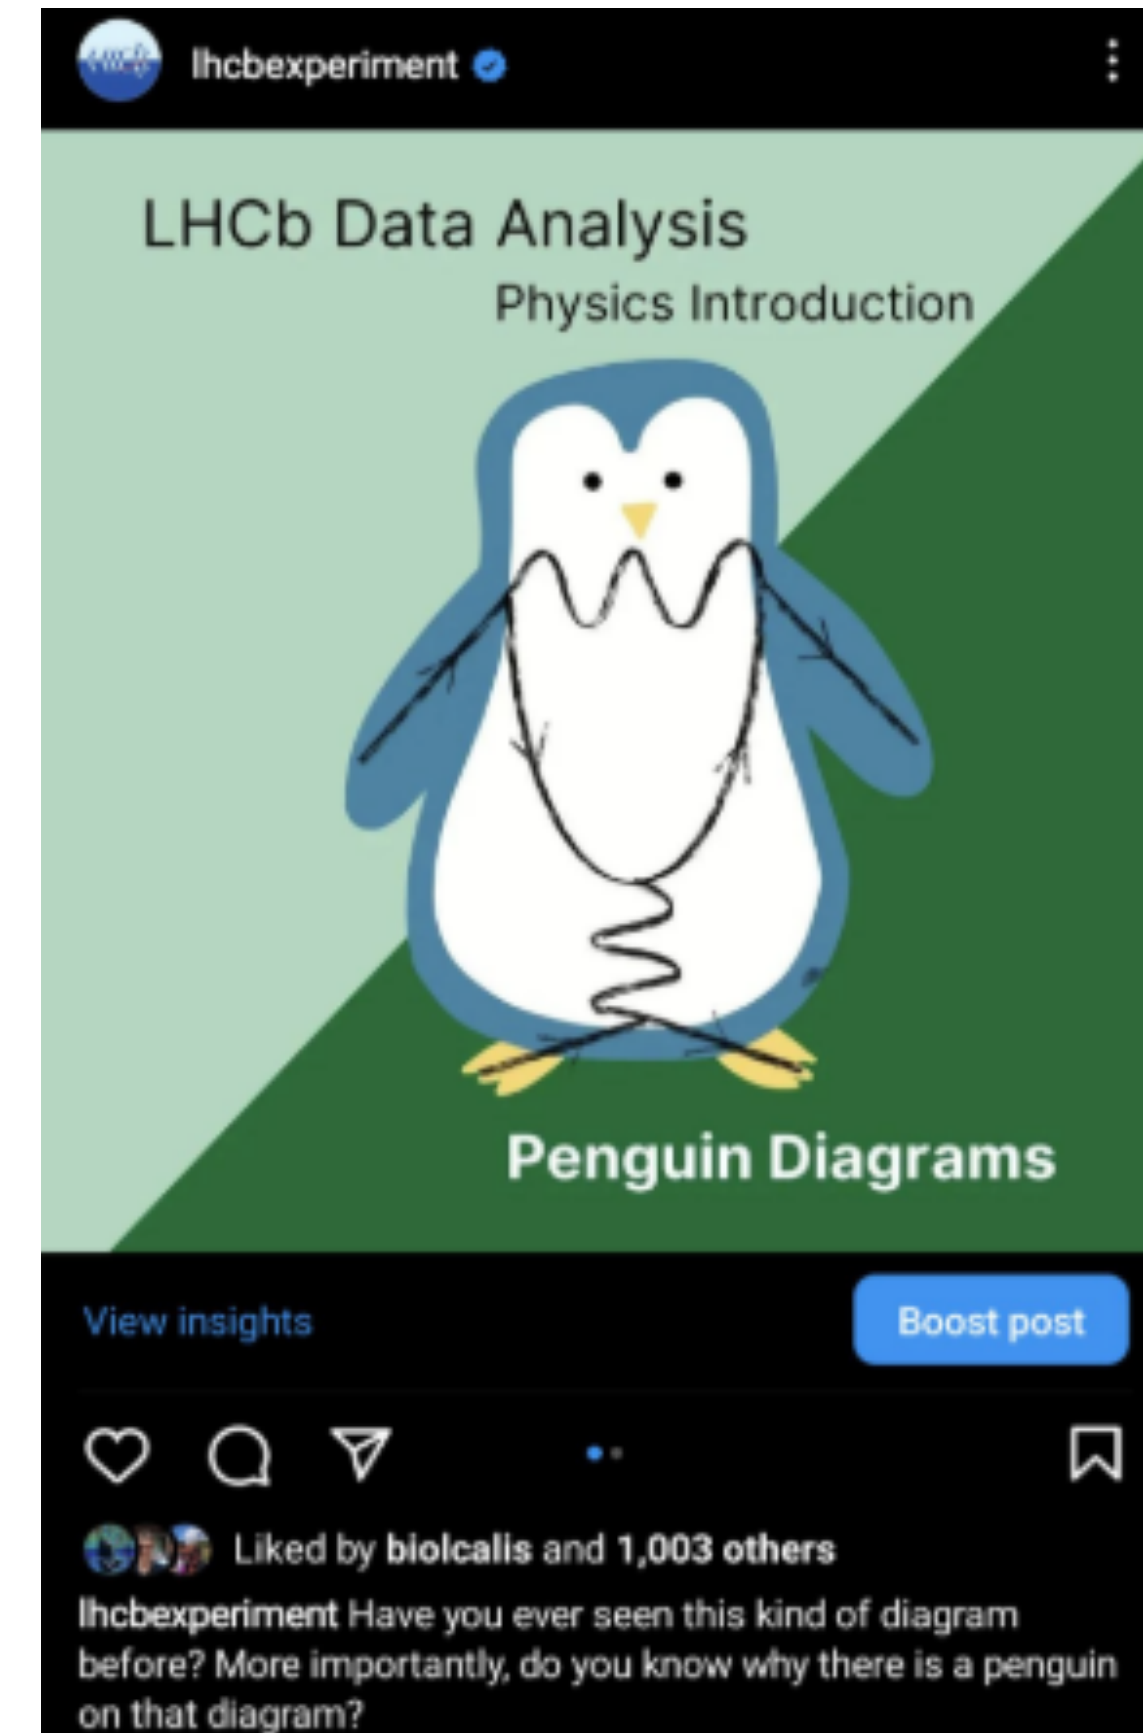 lhcbexperiment
LHCb Data Analysis
Physics Introduction
Penguin Diagrams
View insights
Boost post
Liked by biolcalis and 1,003 others
lhcbexperiment Have you ever seen this kind of diagram
before? More importantly, do you know why there is a penguin
on that diagram?